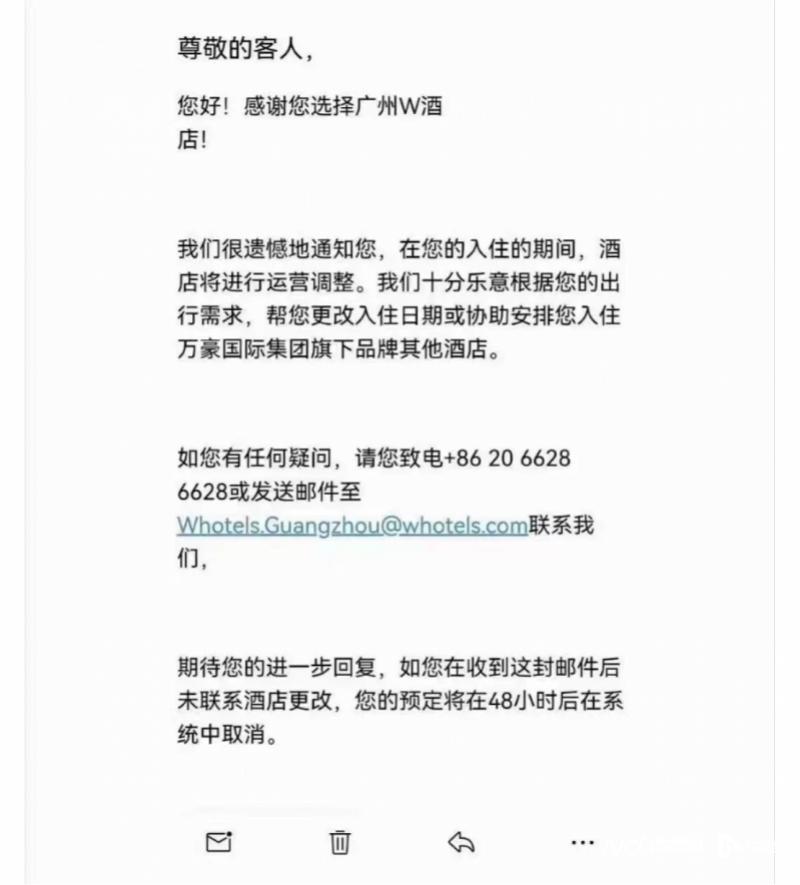 尊敬的客人，
您好！感谢您选择广州W酒
店！
我们很遗憾地通知您，在您的入住的期间，酒
店将进行运营调整。我们十分乐意根据您的出
行需求，帮您更改入住日期或协助安排您入住
万豪国际集团旗下品牌其他酒店。
如您有任何疑问，请您致电+86 20 6628
6628或发送邮件至
Whotels.Guangzhou@whotels.com联系我
们，
期待您的进一步回复，如您在收到这封邮件后
未联系酒店更改，您的预定将在48小时后在系
统中取消。